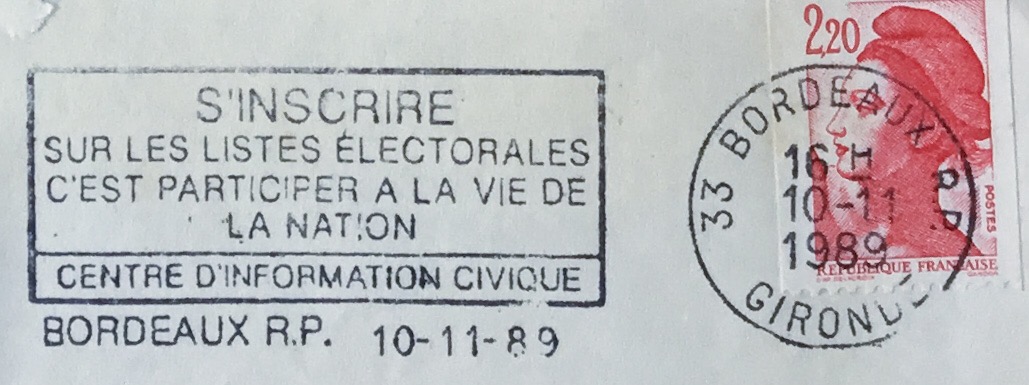 S'INSCRIRE
SUR LES LISTES ÉLECTORALES
C'EST PARTICIPER A LA VIE DE
LA NATION
CENTRE D'INFORMATION CIVIQUE
BORDEAUX R.P. 10-11-89
33 BORDEAUX R.P.
16 H
10-11
1989
GIRONDE
2,20
POSTES
REPUBLIQUE FRANÇAISE